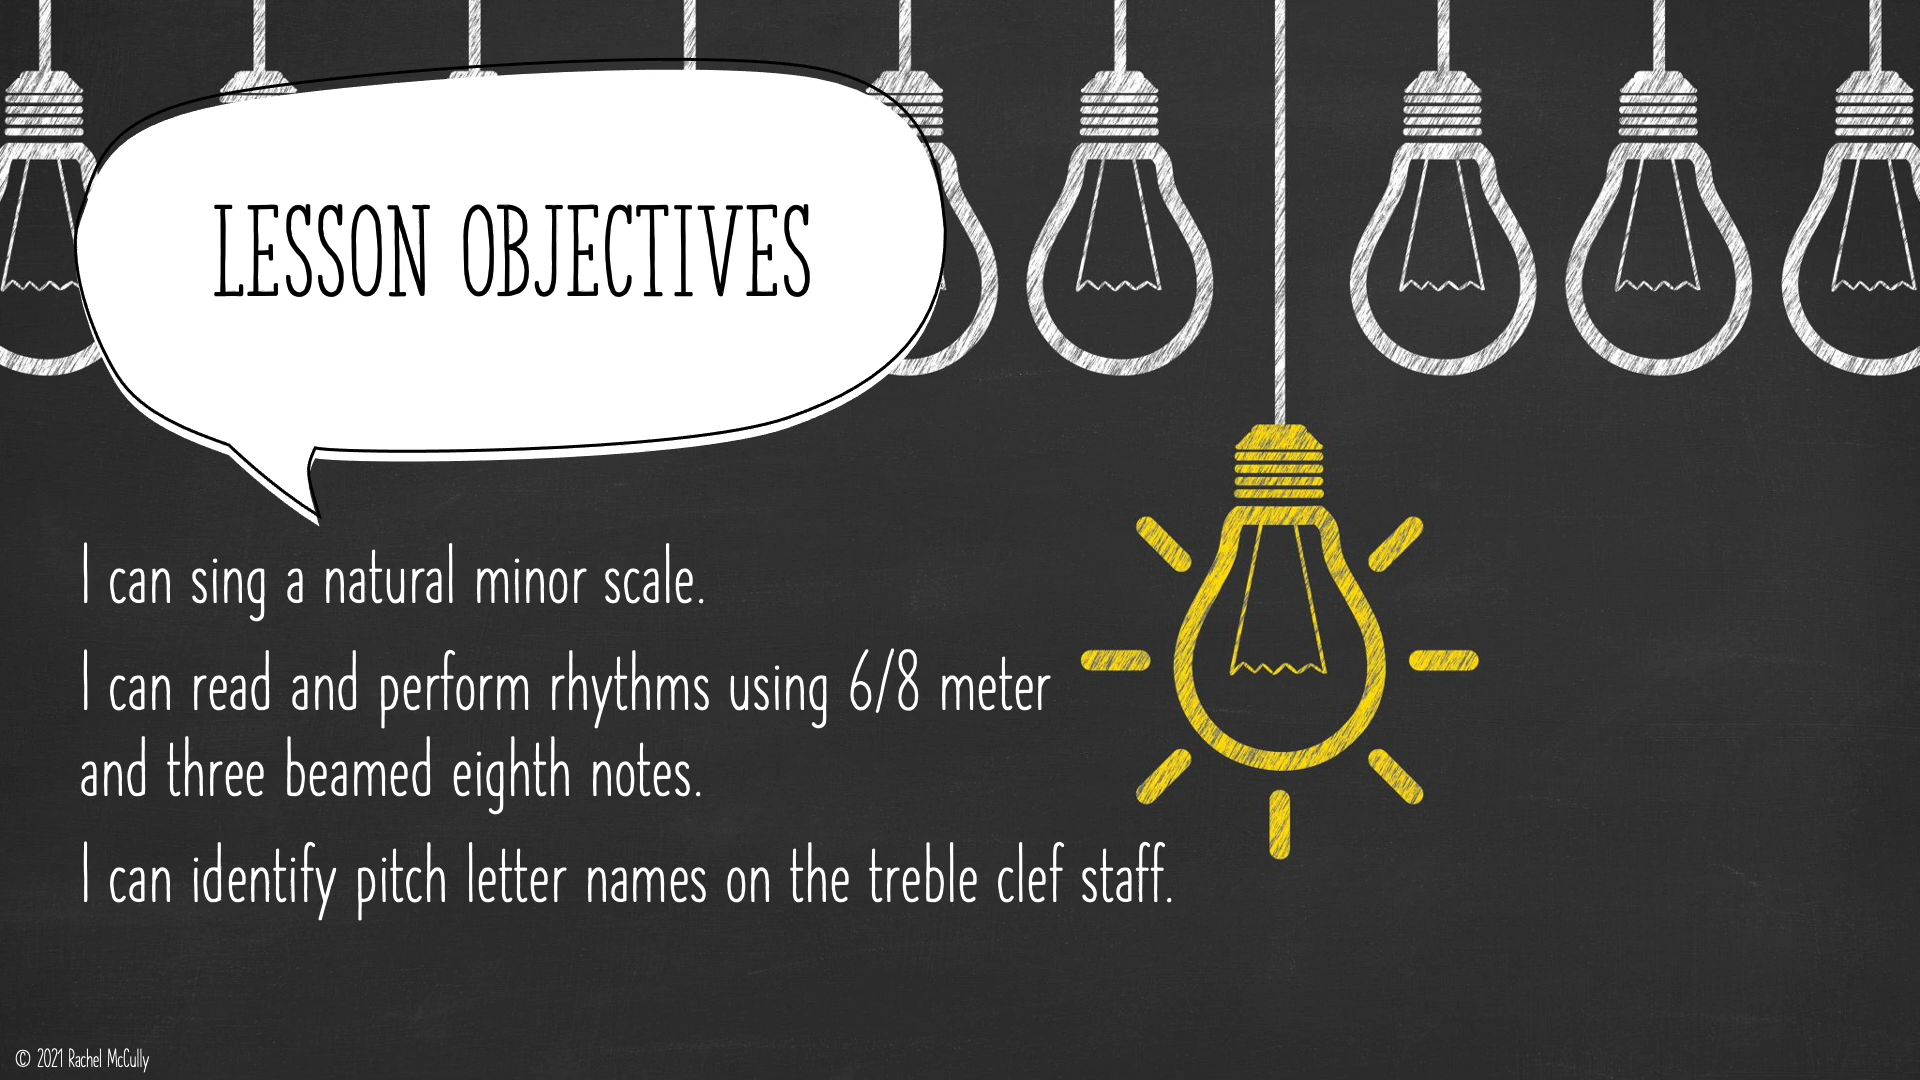 LESSON OBJECTIVES
I can sing a natural minor scale.
I can read and perform rhythms using 6/8 meter
and three beamed eighth notes.
I can identify pitch letter names on the treble clef staff.
© 2021 Rachel McCully